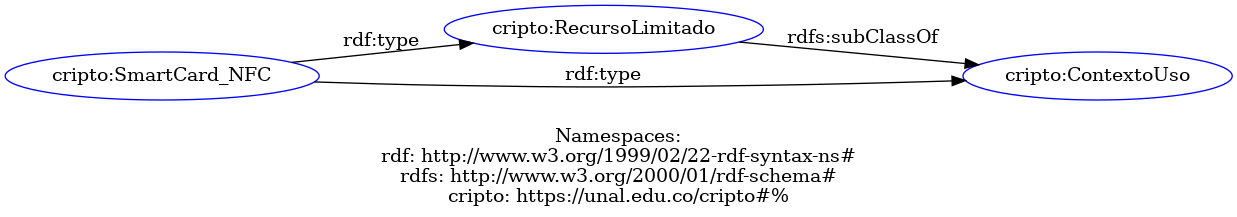 cripto:RecursoLimitado
rdf:type
rdfs:subClassOf
cripto:SmartCard_NFC
rdf:type
cripto:ContextoUso
Namespaces:
rdf: http://www.w3.org/1999/02/22-rdf-syntax-ns#
rdfs: http://www.w3.org/2000/01/rdf-schema#
cripto: https://unal.edu.co/cripto#%